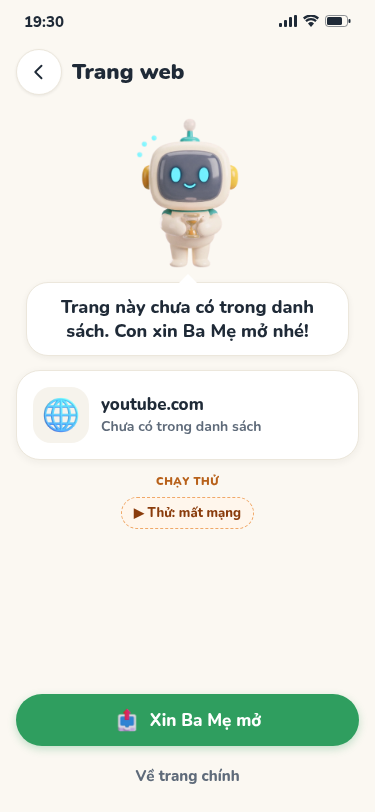 19:30
Trang web
Trang này chưa có trong danh
sách. Con xin Ba Mẹ mở nhé!
youtube.com
Chưa có trong danh sách
CHẠY THỬ
▶ Thử: mất mạng
Xin Ba Mẹ mở
Về trang chính